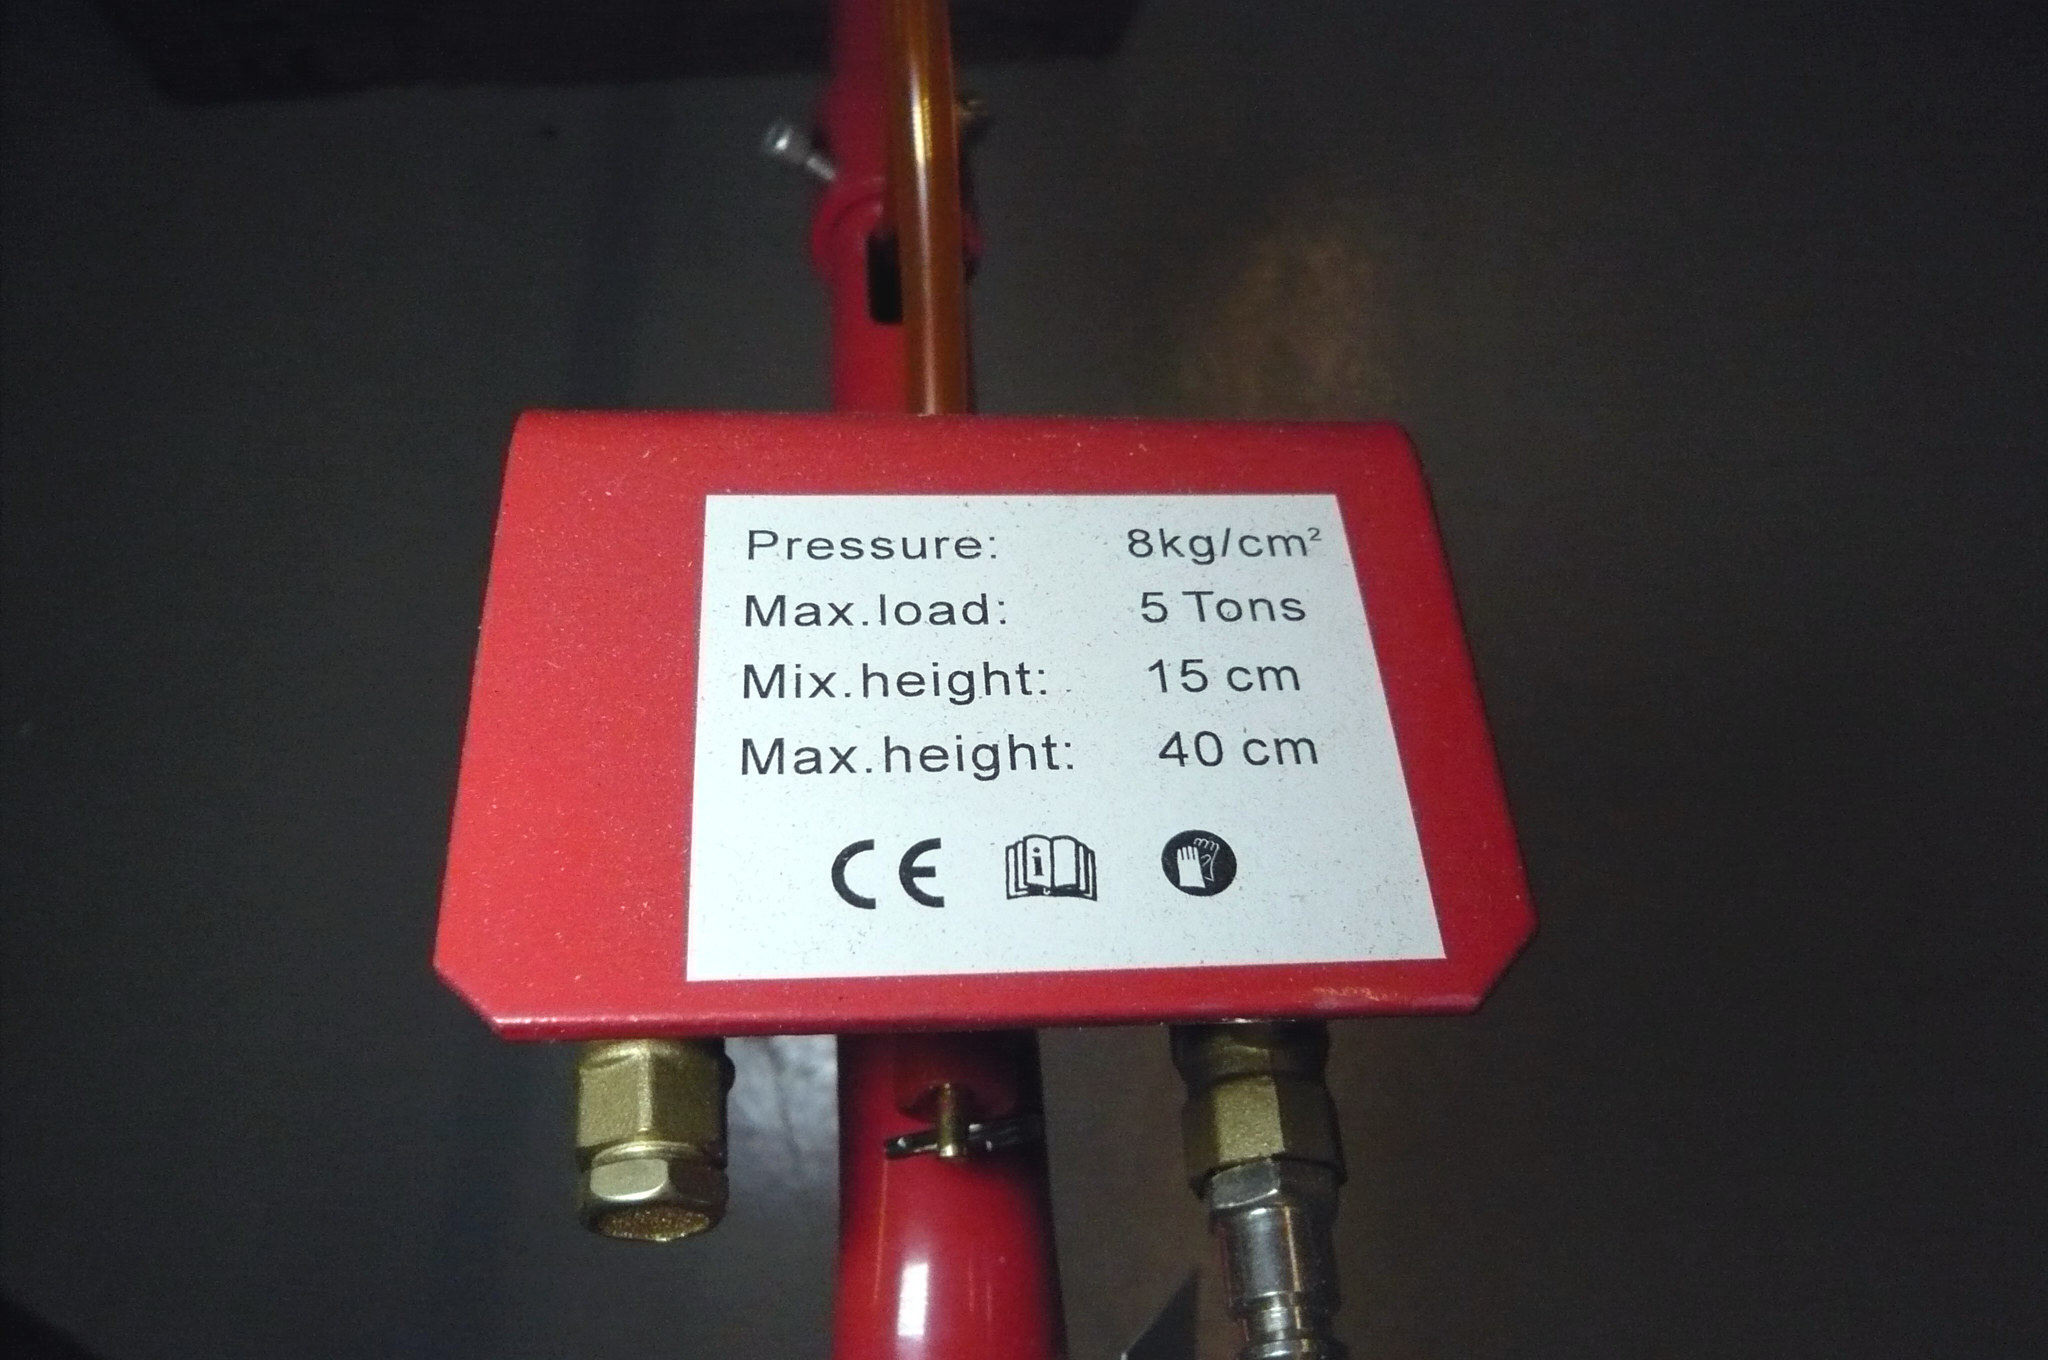 Pressure: 8kg/cm²
Max.load: 5 Tons
Mix.height: 15 cm
Max.height: 40 cm
CE i